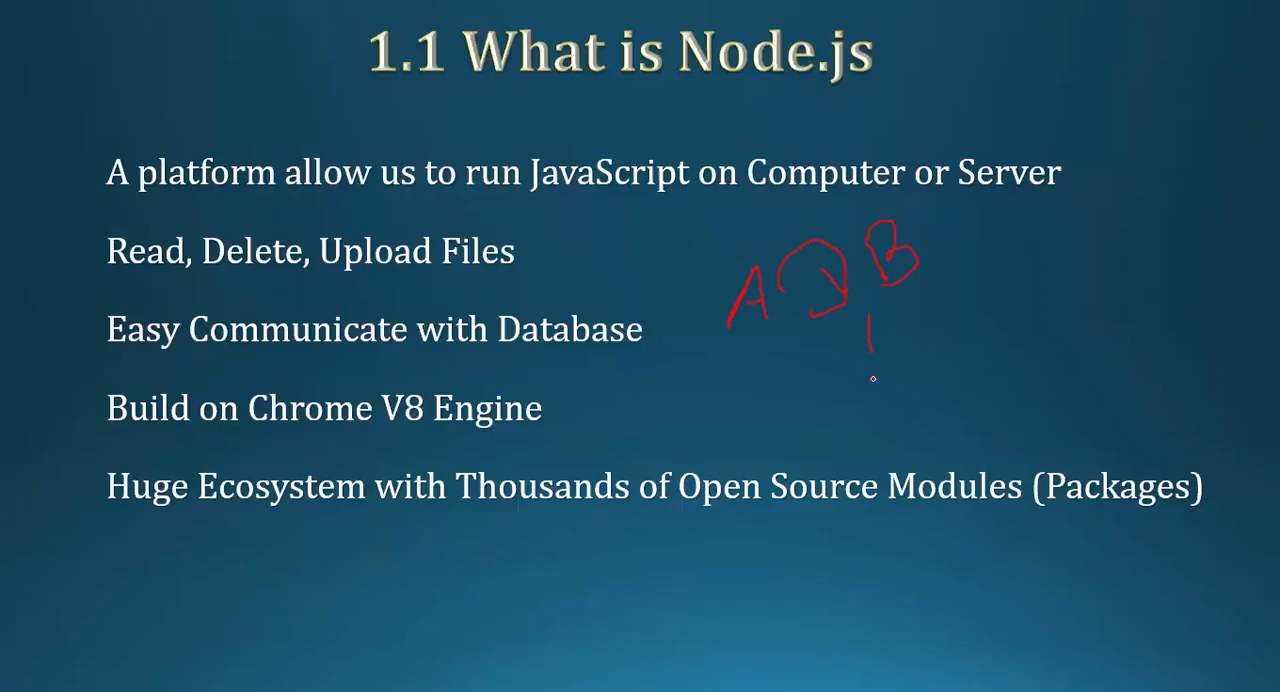 1.1 What is Node.js
A platform allow us to run JavaScript on Computer or Server
Read, Delete, Upload Files
A B
Easy Communicate with Database
Build on Chrome V8 Engine
Huge Ecosystem with Thousands of Open Source Modules (Packages)